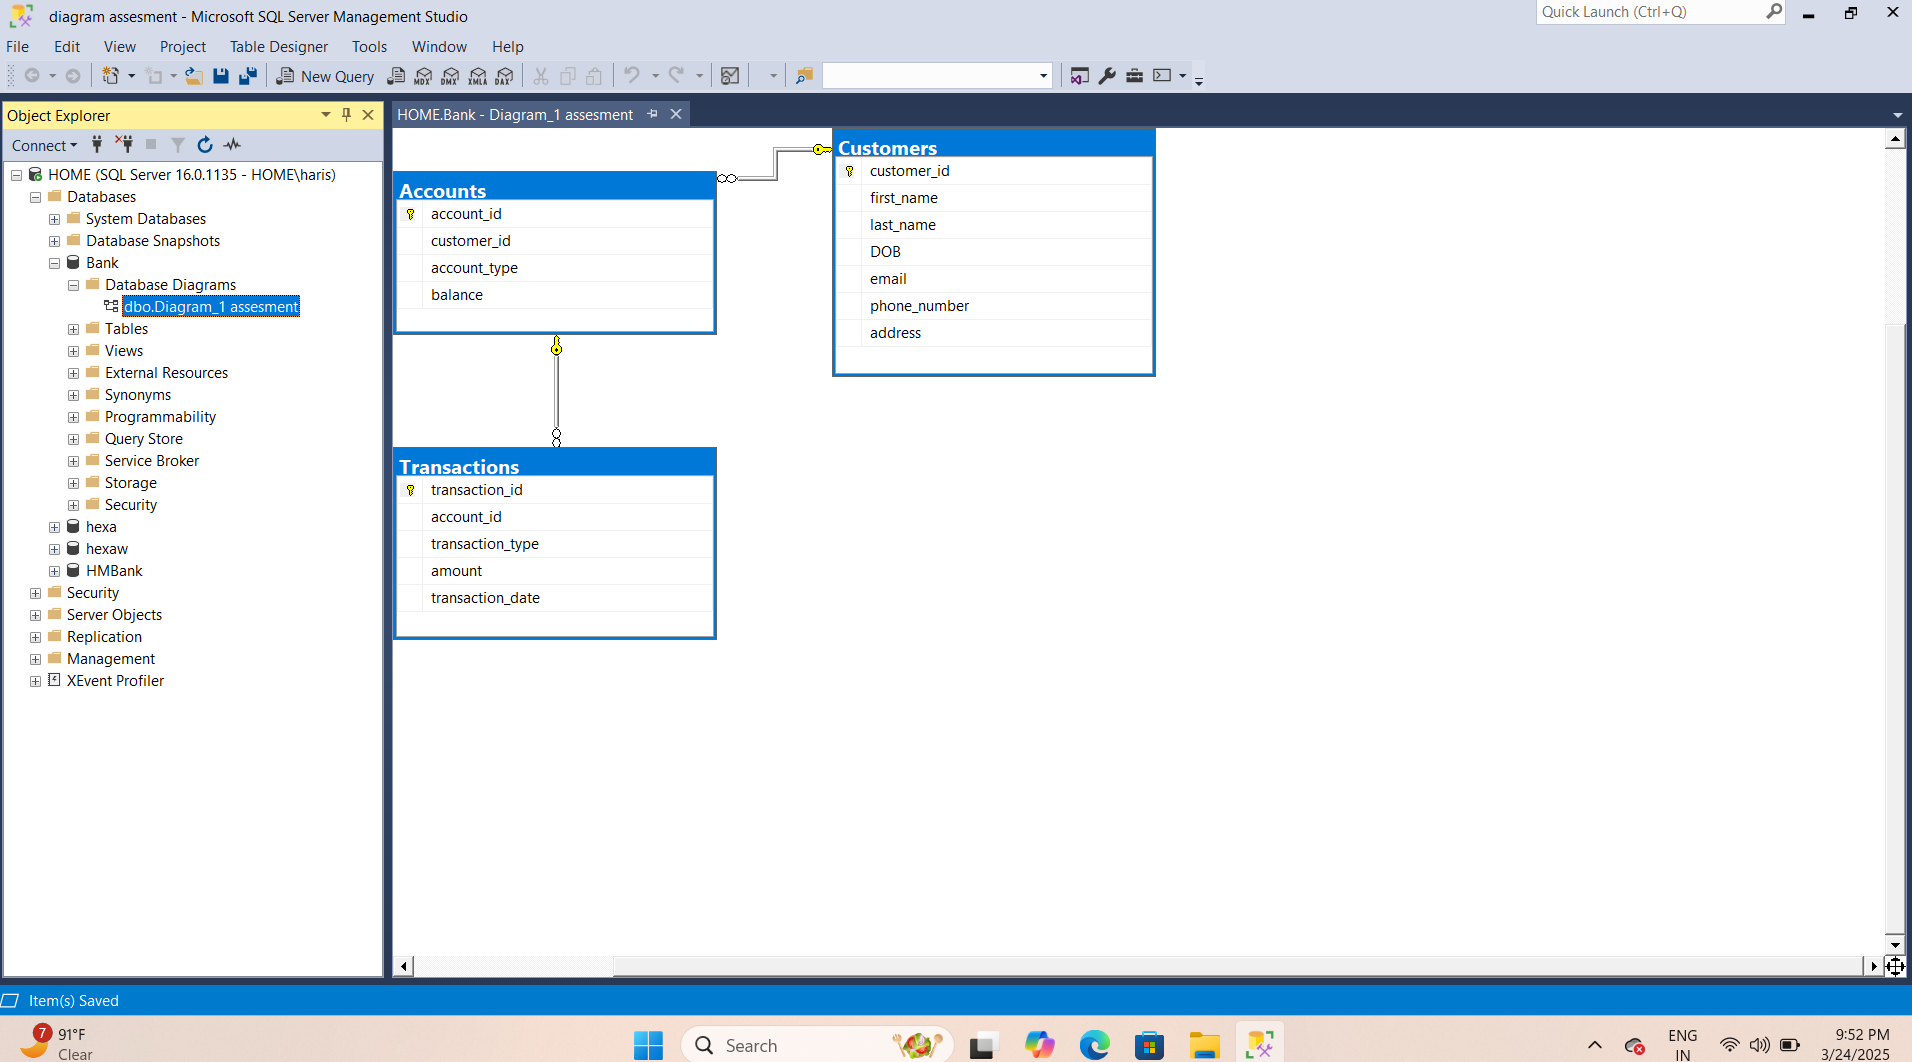 diagram assesment - Microsoft SQL Server Management Studio
Quick Launch (Ctrl+Q)
File Edit View Project Table Designer Tools Window Help
New Query MDX DMX XMLA DAX
Object Explorer
HOME.Bank - Diagram_1 assesment
Connect
HOME (SQL Server 16.0.1135 - HOME\haris)
Databases
System Databases
Database Snapshots
Bank
Database Diagrams
dbo.Diagram_1 assesment
Tables
Views
External Resources
Synonyms
Programmability
Query Store
Service Broker
Storage
Security
hexa
hexaw
HMBank
Security
Server Objects
Replication
Management
XEvent Profiler
Accounts
account_id
customer_id
account_type
balance
Customers
customer_id
first_name
last_name
DOB
email
phone_number
address
Transactions
transaction_id
account_id
transaction_type
amount
transaction_date
Item(s) Saved
7
91°F
Clear
Search
ENG
IN
9:52 PM
3/24/2025